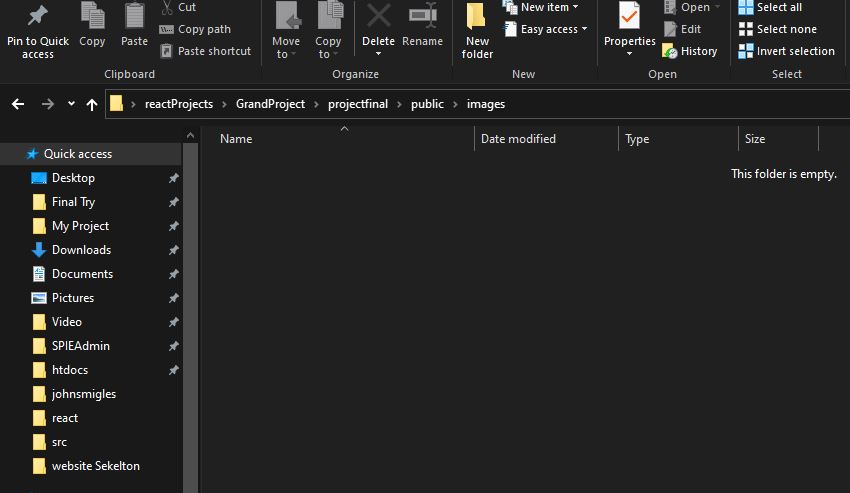 Pin to Quick access
Copy
Paste
Cut
Copy path
Paste shortcut
Clipboard
Move to
Copy to
Delete
Rename
Organize
New folder
New item
Easy access
New
Properties
Open
Edit
History
Open
Select all
Select none
Invert selection
Select
reactProjects > GrandProject > projectfinal > public > images
Name Date modified Type Size
This folder is empty.
Quick access
Desktop
Final Try
My Project
Downloads
Documents
Pictures
Video
SPIEAdmin
htdocs
johnsmigles
react
src
website Sekelton